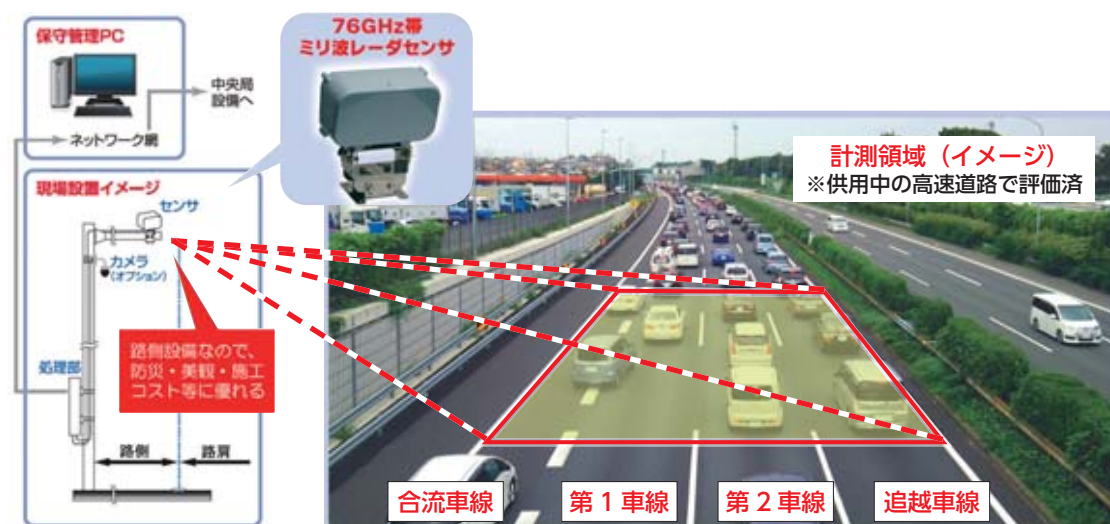 保守管理PC
中央局
設備へ
ネットワーク網
76GHz帯
ミリ波レーダセンサ
現場設置イメージ
センサ
カメラ
(オプション)
路側設備なので、
防災・美観・施工
コスト等に優れる
処理部
路側
路肩
計測領域（イメージ）
※供用中の高速道路で評価済
合流車線
第1車線
第2車線
追越車線